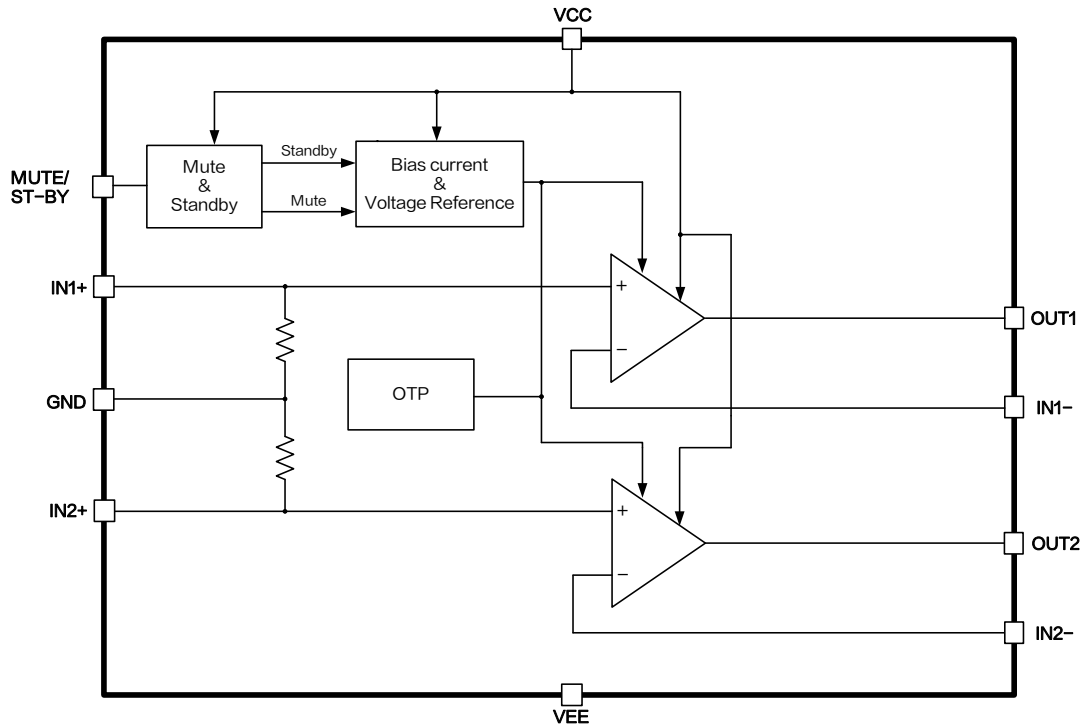 VCC
MUTE/
ST-BY
Mute
&
Standby
Standby
Mute
Bias current
&
Voltage Reference
IN1+
+
−
OUT1
GND
OTP
IN1−
IN2+
+
−
OUT2
IN2−
VEE